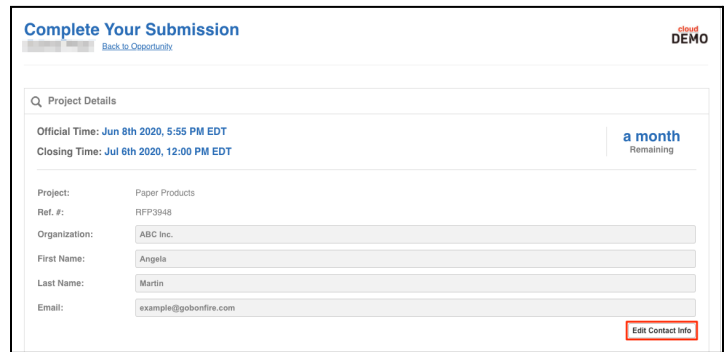 Complete Your Submission
Back to Opportunity
cloud
DEMO
Project Details
Official Time: Jun 8th 2020, 5:55 PM EDT
Closing Time: Jul 6th 2020, 12:00 PM EDT
a month
Remaining
Project: Paper Products
Ref. #: RFP3948
Organization: ABC Inc.
First Name: Angela
Last Name: Martin
Email: example@gobonfire.com
Edit Contact Info